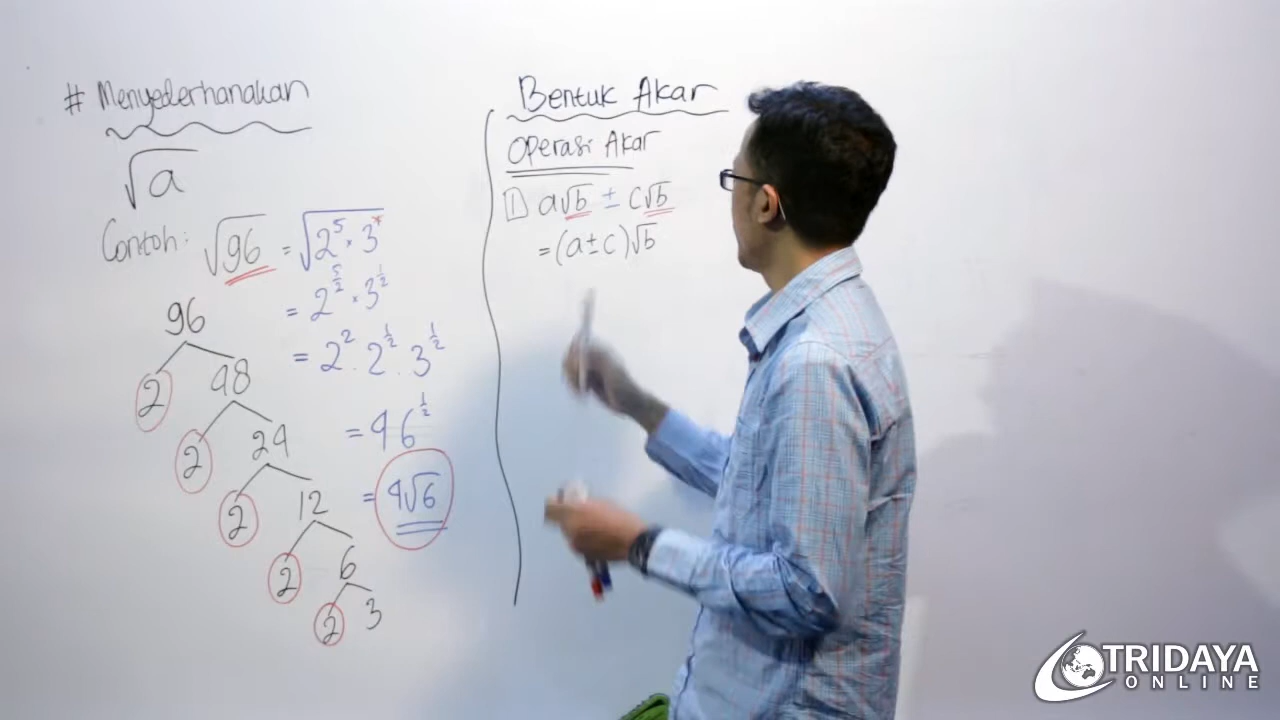 # Menyederhanakan
√a
Contoh: √96 = √2⁵ × 3*
= 2^(5/2) × 3^(1/2)
= 2² . 2^(1/2) . 3^(1/2)
= 4 6^(1/2)
= 4√6
96
2 48
2 24
2 12
2 6
2 3
Bentuk Akar
Operasi Akar
1 a√b ± c√b
= (a ± c)√b
TRIDAYA
ONLINE